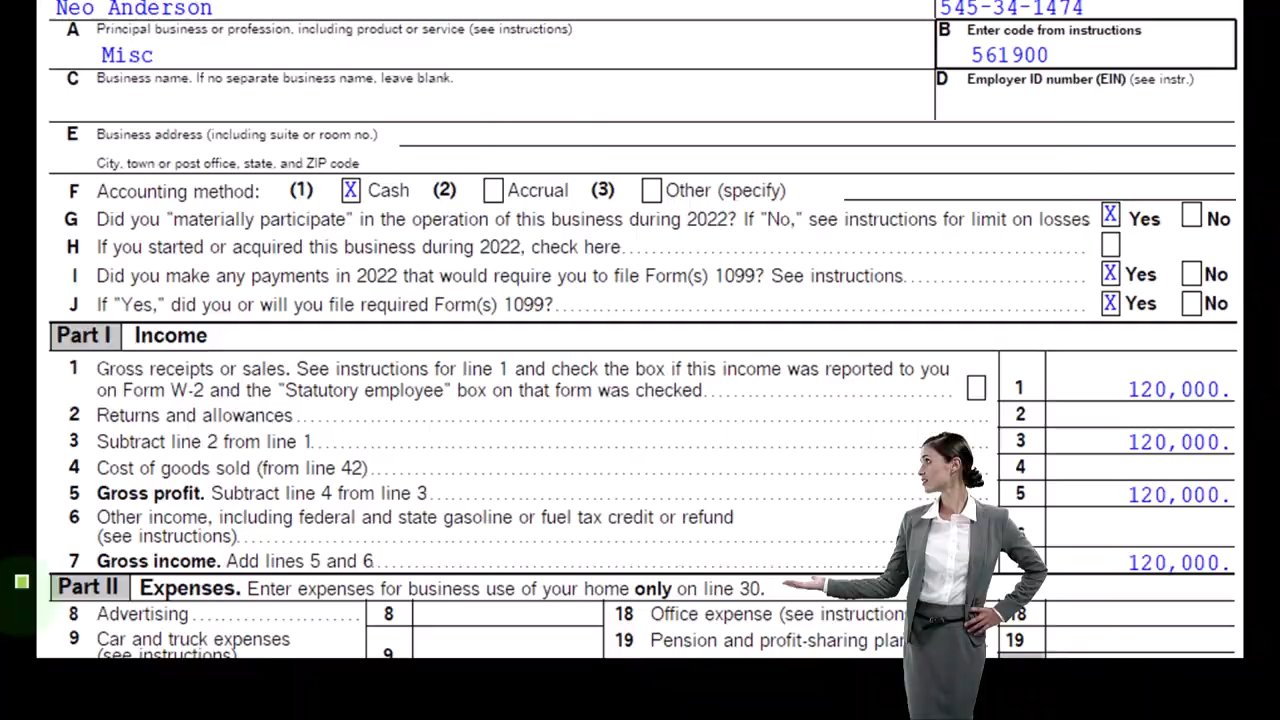 Neo Anderson 545-34-1474
A Principal business or profession, including product or service (see instructions) B Enter code from instructions
Misc 561900
C Business name. If no separate business name, leave blank. D Employer ID number (EIN) (see instr.)
E Business address (including suite or room no.)
City, town or post office, state, and ZIP code
F Accounting method: (1) X Cash (2) Accrual (3) Other (specify)
G Did you "materially participate" in the operation of this business during 2022? If "No," see instructions for limit on losses X Yes No
H If you started or acquired this business during 2022, check here
I Did you make any payments in 2022 that would require you to file Form(s) 1099? See instructions. X Yes No
J If "Yes," did you or will you file required Form(s) 1099? X Yes No
Part I Income
1 Gross receipts or sales. See instructions for line 1 and check the box if this income was reported to you
on Form W-2 and the "Statutory employee" box on that form was checked. 1 120,000.
2 Returns and allowances 2
3 Subtract line 2 from line 1 3 120,000.
4 Cost of goods sold (from line 42) 4
5 Gross profit. Subtract line 4 from line 3 5 120,000.
6 Other income, including federal and state gasoline or fuel tax credit or refund
(see instructions)
7 Gross income. Add lines 5 and 6 120,000.
Part II Expenses. Enter expenses for business use of your home only on line 30.
8 Advertising 8 18 Office expense (see instruction 18
9 Car and truck expenses 19 Pension and profit-sharing pla 19
(see instructions) 9